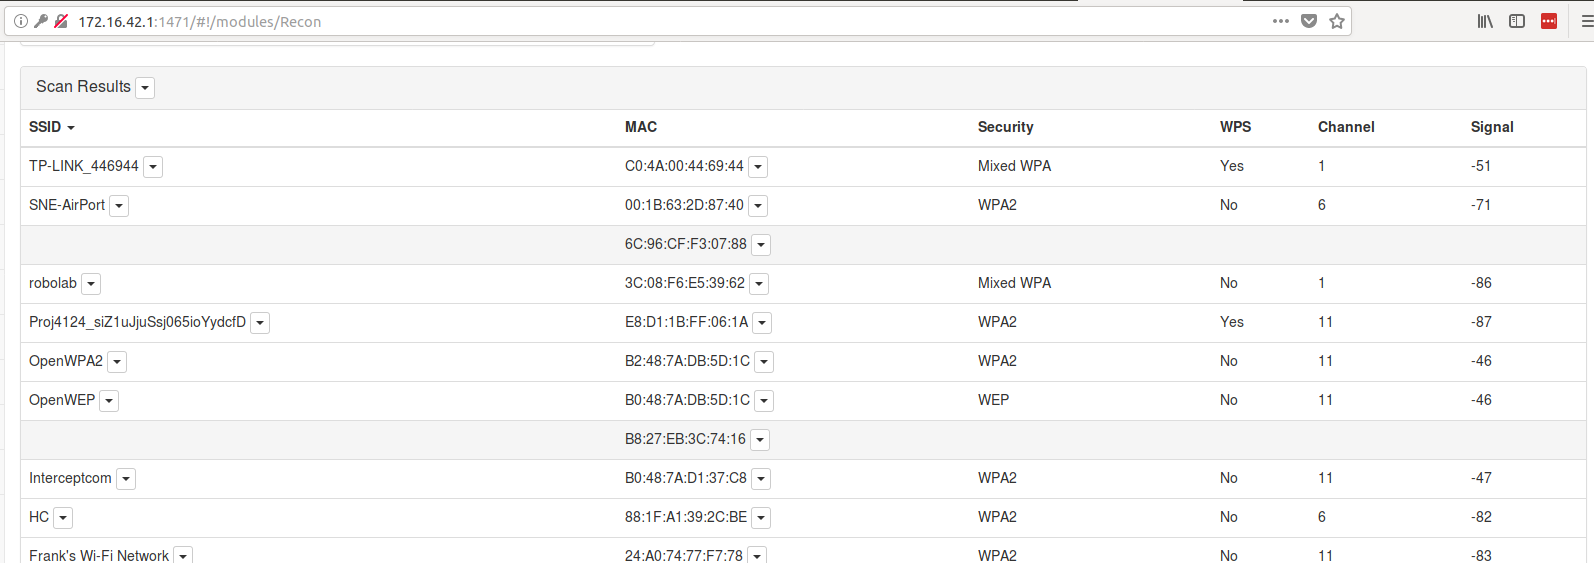 172.16.42.1:1471/#!/modules/Recon
Scan Results
SSID MAC Security WPS Channel Signal
TP-LINK_446944 C0:4A:00:44:69:44 Mixed WPA Yes 1 -51
SNE-AirPort 00:1B:63:2D:87:40 WPA2 No 6 -71
6C:96:CF:F3:07:88
robolab 3C:08:F6:E5:39:62 Mixed WPA No 1 -86
Proj4124_siZ1uJjuSsj065ioYydcfD E8:D1:1B:FF:06:1A WPA2 Yes 11 -87
OpenWPA2 B2:48:7A:DB:5D:1C WPA2 No 11 -46
OpenWEP B0:48:7A:DB:5D:1C WEP No 11 -46
B8:27:EB:3C:74:16
Interceptcom B0:48:7A:D1:37:C8 WPA2 No 11 -47
HC 88:1F:A1:39:2C:BE WPA2 No 6 -82
Frank's Wi-Fi Network 24:A0:74:77:F7:78 WPA2 No 11 -83